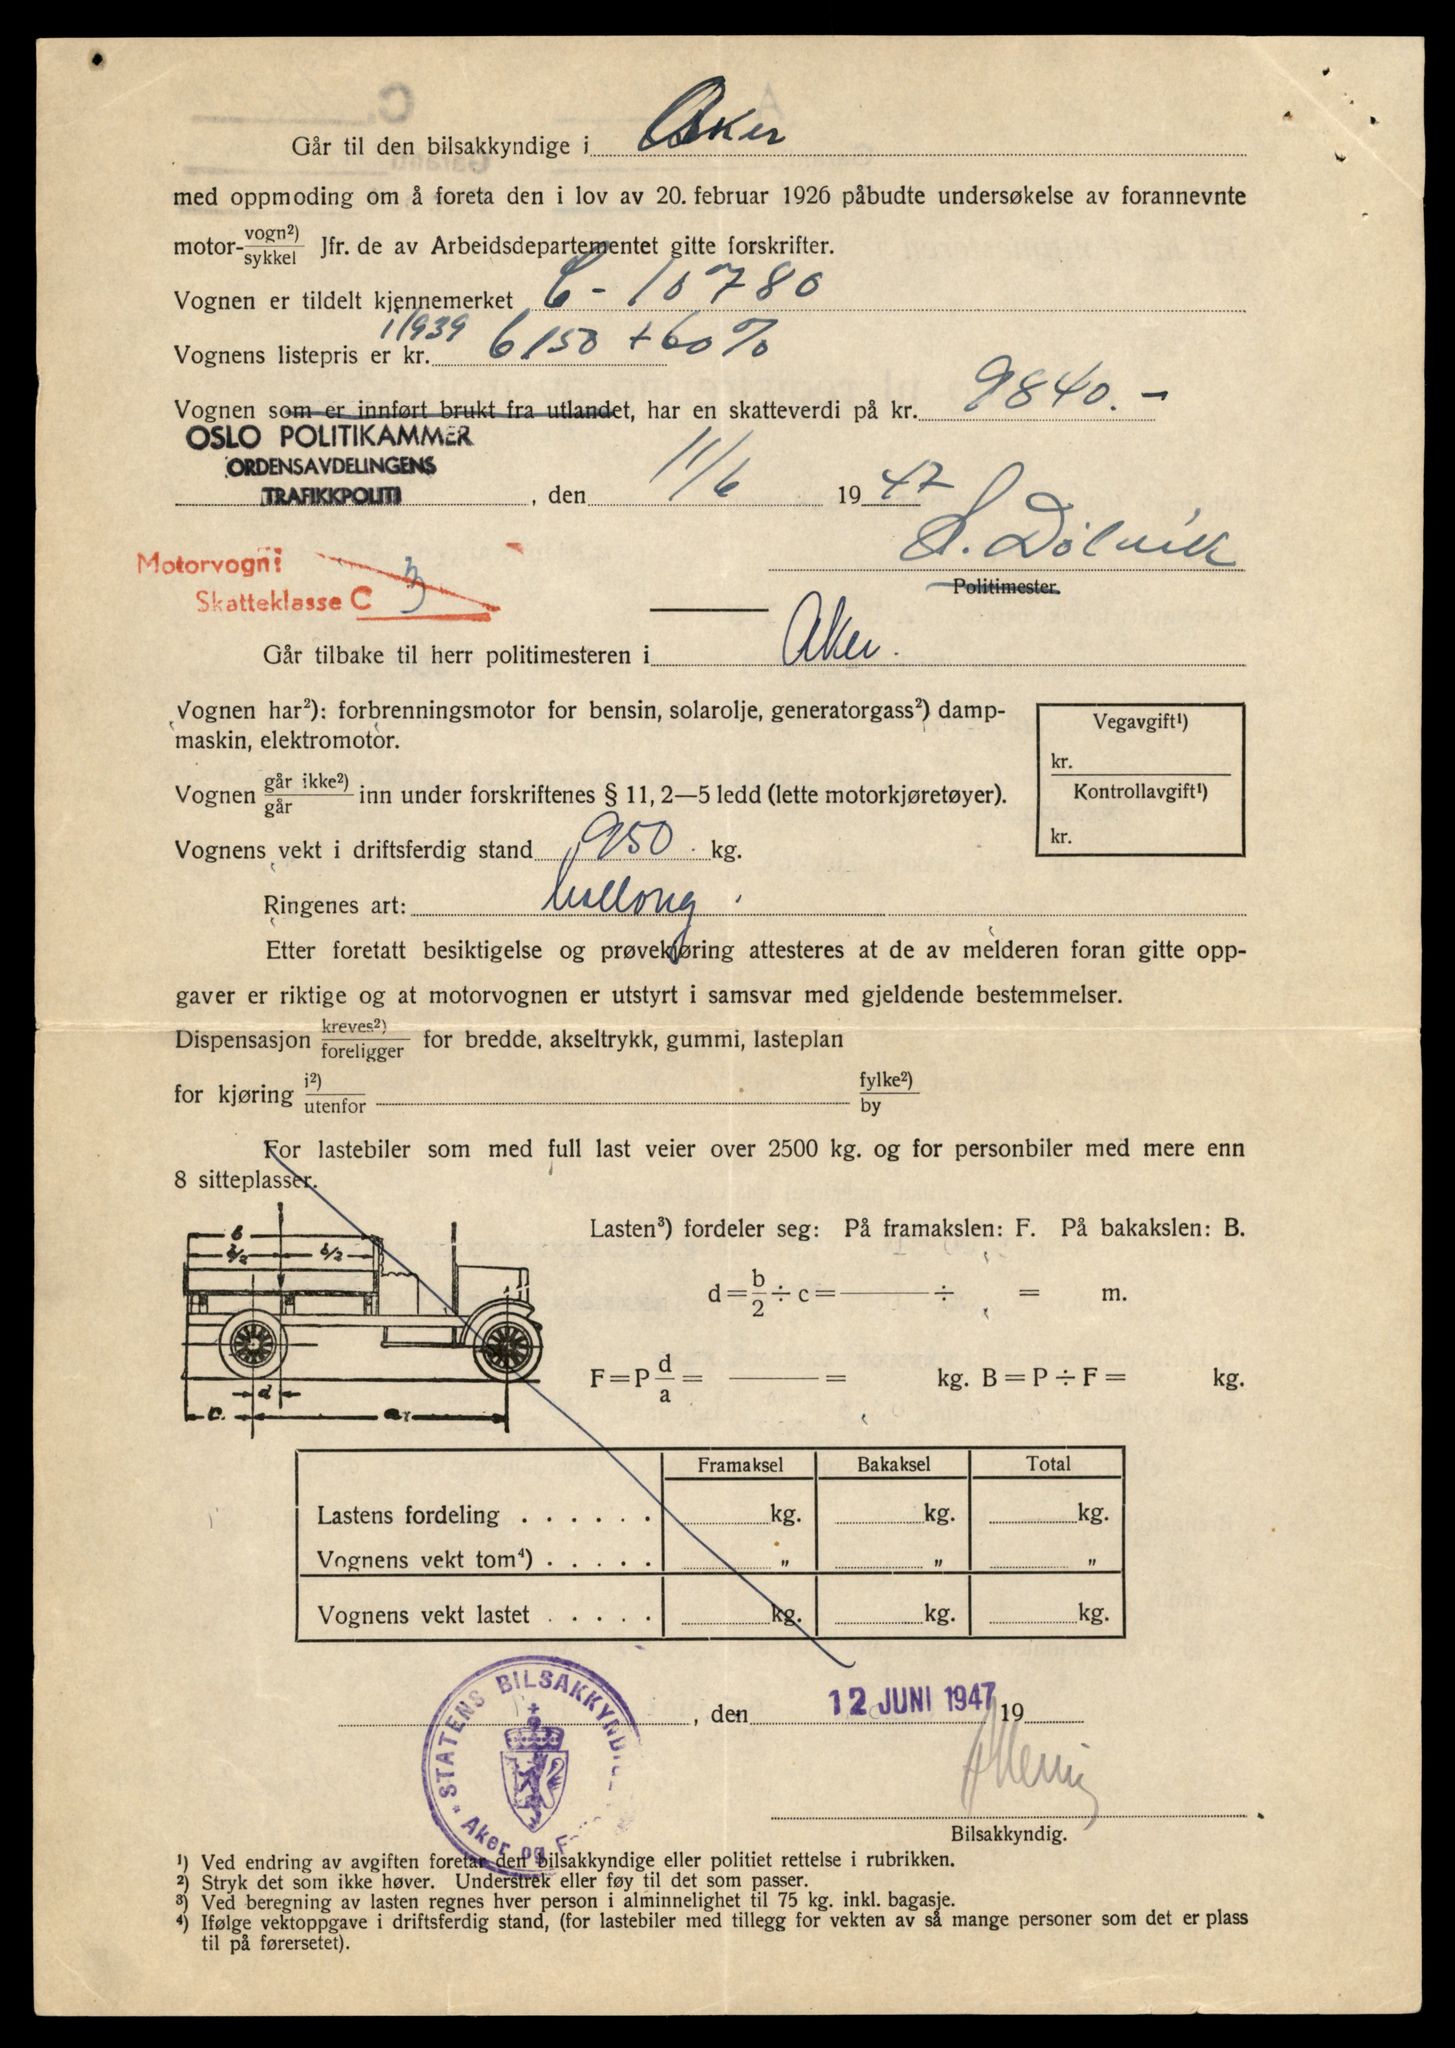 Går til den bilsakkyndige i Aker
med oppmoding om å foreta den i lov av 20. februar 1926 påbudte undersøkelse av forannevnte
motor- vogn²) / sykkel Jfr. de av Arbeidsdepartementet gitte forskrifter.
Vognen er tildelt kjennemerket C - 10780
1/1939
Vognens listepris er kr. 6150 + 60%
Vognen som er innført brukt fra utlandet, har en skatteverdi på kr. 9840.-
OSLO POLITIKAMMER
ORDENSAVDELINGENS
TRAFIKKPOLITI, den 11/6 1947
Dølvik
Politimester.
Motorvogn:
Skatteklasse C 3
Går tilbake til herr politimesteren i Aker.
Vognen har²): forbrenningsmotor for bensin, solarolje, generatorgass²) damp-
maskin, elektromotor.
Vegavgift¹)
kr.
Kontrollavgift¹)
kr.
Vognen går ikke²) / går inn under forskriftenes § 11, 2—5 ledd (lette motorkjøretøyer).
Vognens vekt i driftsferdig stand 950 kg.
Ringenes art: ballong
Etter foretatt besiktigelse og prøvekjøring attesteres at de av melderen foran gitte opp-
gaver er riktige og at motorvognen er utstyrt i samsvar med gjeldende bestemmelser.
Dispensasjon kreves²) / foreligger for bredde, akseltrykk, gummi, lasteplan
for kjøring i²) / utenfor fylke²) / by
For lastebiler som med full last veier over 2500 kg. og for personbiler med mere enn
8 sitteplasser.
b
b/2 b/2
d
c. a
Lasten³) fordeler seg: På framakslen: F. På bakakslen: B.
d = b/2 ÷ c = ——— ÷ = m.
F = P d/a = ——— = kg. B = P ÷ F = kg.
Framaksel Bakaksel Total
Lastens fordeling . . . . . . kg. kg. kg.
Vognens vekt tom⁴) . . . . . „ „ „
Vognens vekt lastet . . . . . kg. kg. kg.
STATENS BILSAKKYNDIGE
Aker og F
, den 12 JUNI 1947 19
Bilsakkyndig.
¹) Ved endring av avgiften foretar den bilsakkyndige eller politiet rettelse i rubrikken.
²) Stryk det som ikke høver. Understrek eller føy til det som passer.
³) Ved beregning av lasten regnes hver person i alminnelighet til 75 kg. inkl. bagasje.
⁴) Ifølge vektoppgave i driftsferdig stand, (for lastebiler med tillegg for vekten av så mange personer som det er plass
til på førersetet).